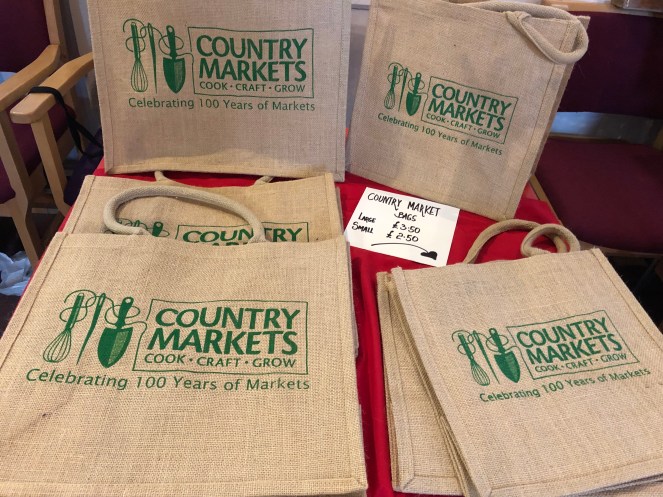 COUNTRY
MARKETS
COOK · CRAFT · GROW
Celebrating 100 Years of Markets
COUNTRY
MARKETS
COOK · CRAFT · GROW
Celebrating 100 Years of Markets
COUNTRY MARKET
BAGS
LARGE £3·50
SMALL £2·50
COUNTRY
COUNTRY
MARKETS
COOK · CRAFT · GROW
Celebrating 100 Years of Markets
COUNTRY
MARKETS
COOK · CRAFT · GROW
Celebrating 100 Years of Markets